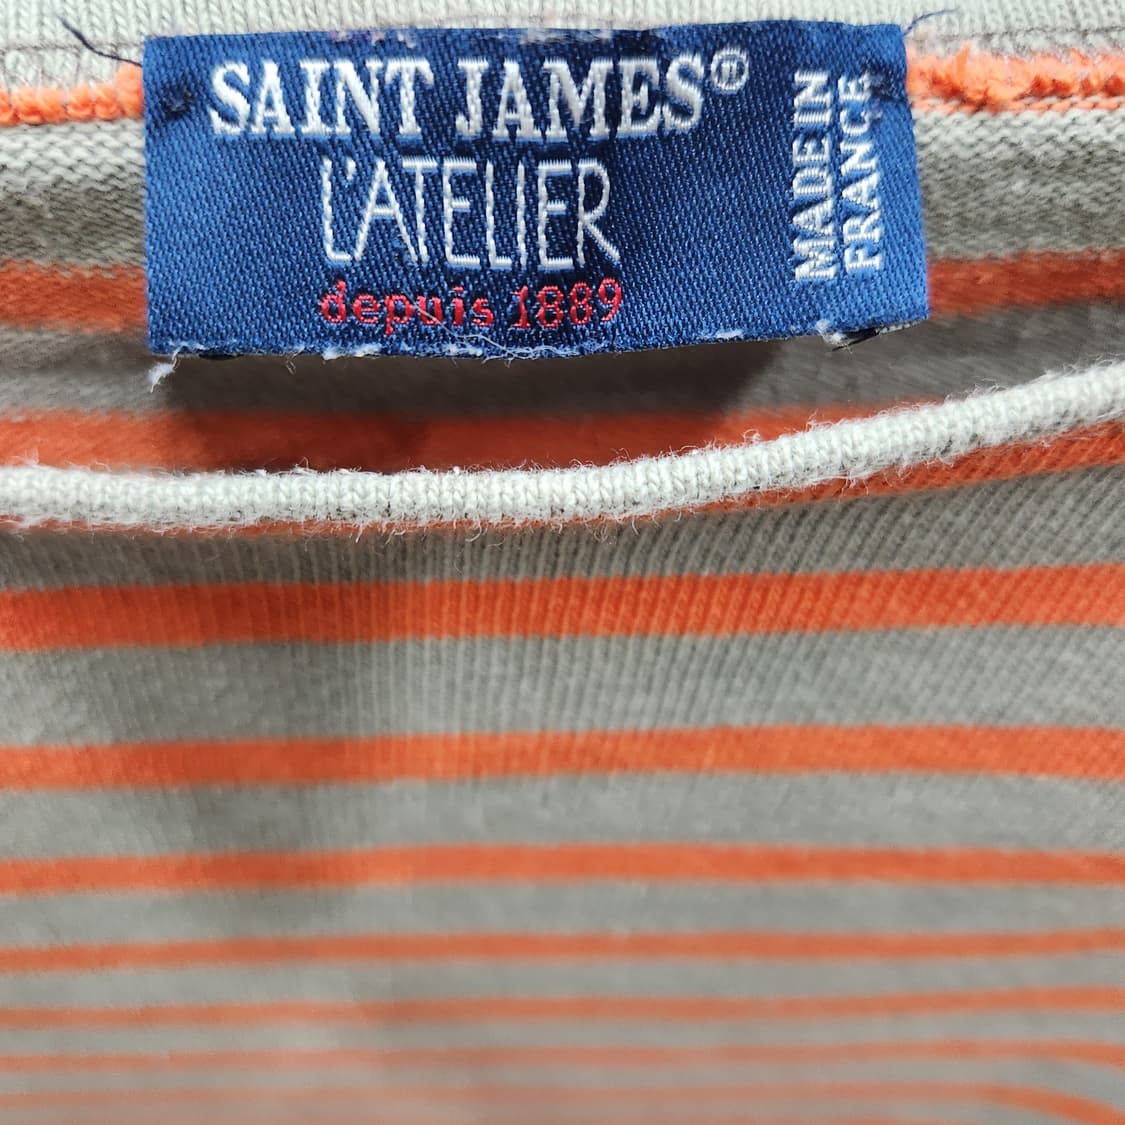 SAINT JAMES®
L'ATELIER
depuis 1889
MADE IN
FRANCE